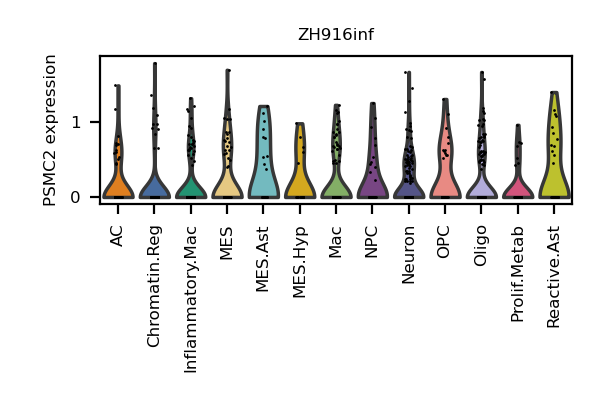 ZH916inf
PSMC2 expression
1
0
AC
Chromatin.Reg
Inflammatory.Mac
MES
MES.Ast
MES.Hyp
Mac
NPC
Neuron
OPC
Oligo
Prolif.Metab
Reactive.Ast